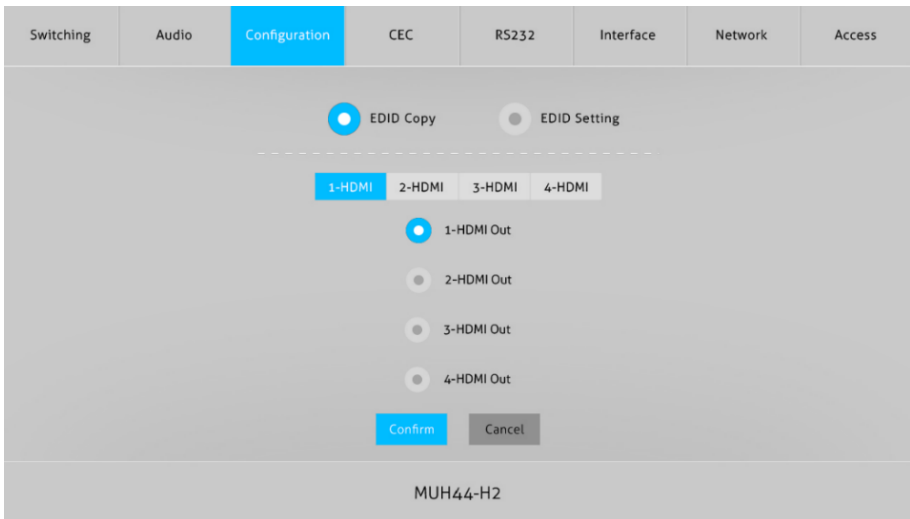 Switching Audio Configuration CEC RS232 Interface Network Access
EDID Copy EDID Setting
1-HDMI 2-HDMI 3-HDMI 4-HDMI
1-HDMI Out
2-HDMI Out
3-HDMI Out
4-HDMI Out
Confirm Cancel
MUH44-H2